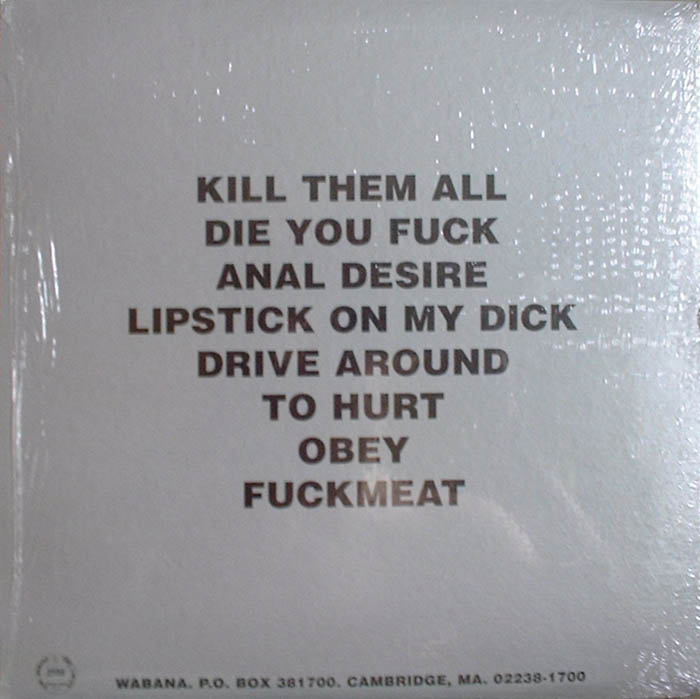 KILL THEM ALL
DIE YOU FUCK
ANAL DESIRE
LIPSTICK ON MY DICK
DRIVE AROUND
TO HURT
OBEY
FUCKMEAT
WABANA. P.O. BOX 381700. CAMBRIDGE, MA. 02238-1700